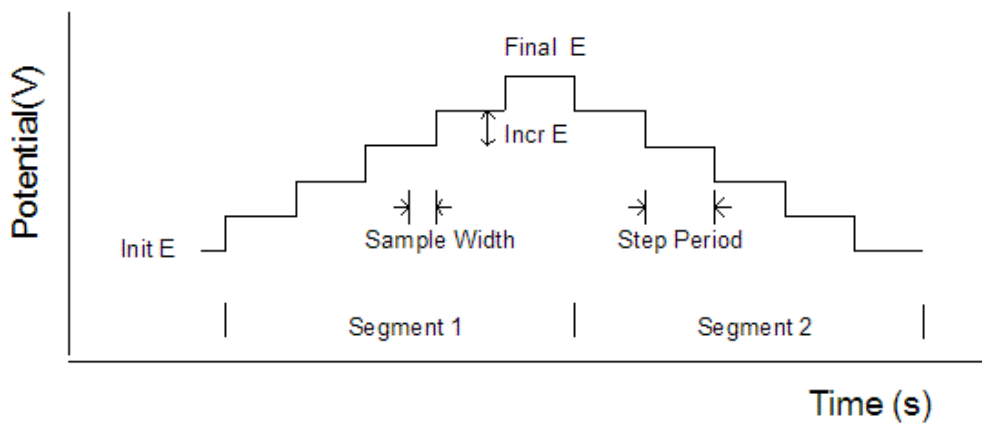 Potential(V)
Final E
Incr E
Init E
Sample Width
Step Period
Segment 1
Segment 2
Time (s)